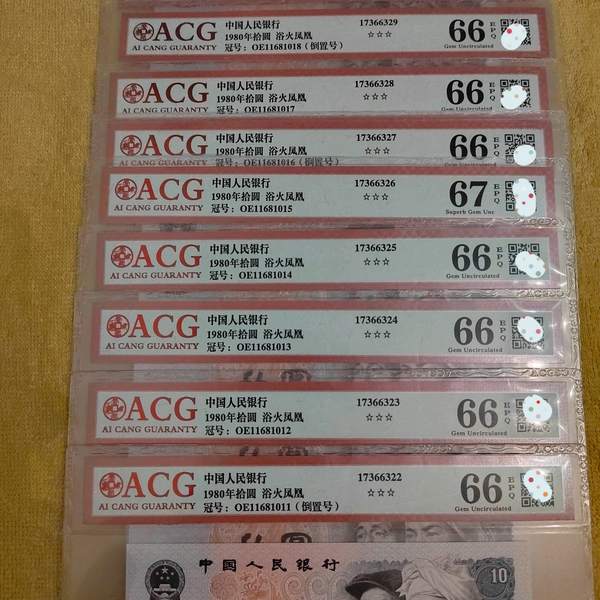 ACG
AI CANG GUARANTY
中国人民银行
1980年拾圆 浴火凤凰
冠号：OE11681018（倒置号）
17366329
☆☆☆
66
EPQ
Gem Uncirculated
ACG
AI CANG GUARANTY
中国人民银行
1980年拾圆 浴火凤凰
冠号：OE11681017
17366328
☆☆☆
66
EPQ
Gem Uncirculated
ACG
AI CANG GUARANTY
中国人民银行
1980年拾圆 浴火凤凰
冠号：OE11681016（倒置号）
17366327
☆☆☆
66
EPQ
Gem Uncirculated
ACG
AI CANG GUARANTY
中国人民银行
1980年拾圆 浴火凤凰
冠号：OE11681015
17366326
☆☆☆
67
EPQ
Superb Gem Unc
ACG
AI CANG GUARANTY
中国人民银行
1980年拾圆 浴火凤凰
冠号：OE11681014
17366325
☆☆☆
66
EPQ
Gem Uncirculated
ACG
AI CANG GUARANTY
中国人民银行
1980年拾圆 浴火凤凰
冠号：OE11681013
17366324
☆☆☆
66
EPQ
Gem Uncirculated
ACG
AI CANG GUARANTY
中国人民银行
1980年拾圆 浴火凤凰
冠号：OE11681012
17366323
☆☆☆
66
EPQ
Gem Uncirculated
ACG
AI CANG GUARANTY
中国人民银行
1980年拾圆 浴火凤凰
冠号：OE11681011（倒置号）
17366322
☆☆☆
66
EPQ
Gem Uncirculated
中国人民银行
10